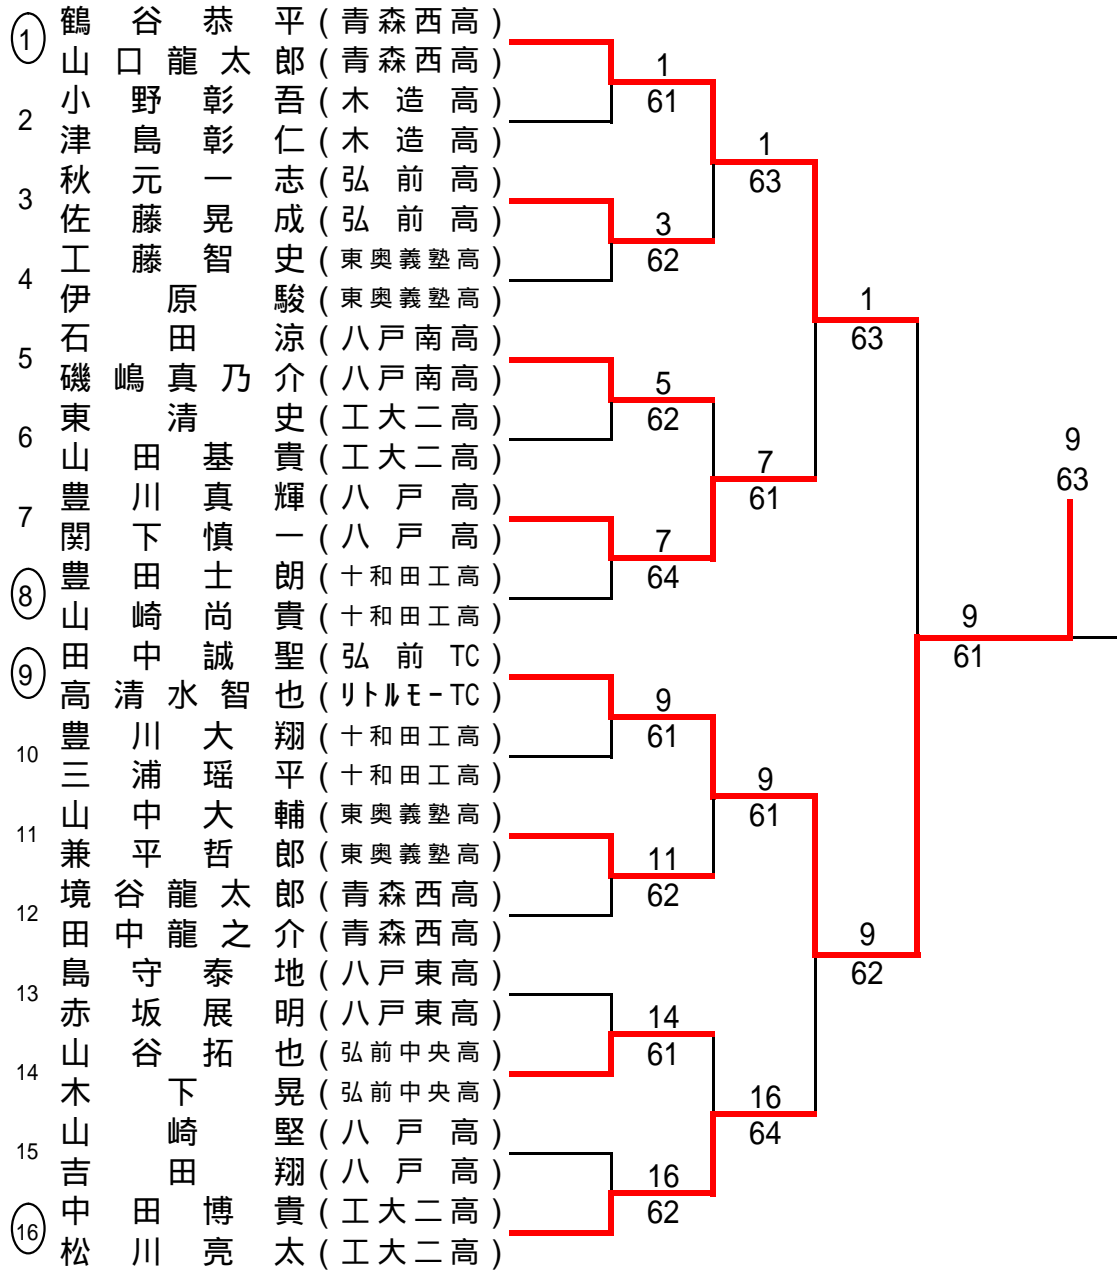 1 鶴谷恭平(青森西高)
山口龍太郎(青森西高)
2 小野彰吾(木造高)
津島彰仁(木造高)
3 秋元一志(弘前高)
佐藤晃成(弘前高)
4 工藤智史(東奥義塾高)
伊原駿(東奥義塾高)
5 石田涼(八戸南高)
磯嶋真乃介(八戸南高)
6 東清史(工大二高)
山田基貴(工大二高)
7 豊川真輝(八戸高)
関下慎一(八戸高)
8 豊田士朗(十和田工高)
山崎尚貴(十和田工高)
9 田中誠聖(弘前TC)
高清水智也(リトルモーTC)
10 豊川大翔(十和田工高)
三浦瑶平(十和田工高)
11 山中大輔(東奥義塾高)
兼平哲郎(東奥義塾高)
12 境谷龍太郎(青森西高)
田中龍之介(青森西高)
13 島守泰地(八戸東高)
赤坂展明(八戸東高)
14 山谷拓也(弘前中央高)
木下晃(弘前中央高)
15 山崎堅(八戸高)
吉田翔(八戸高)
16 中田博貴(工大二高)
松川亮太(工大二高)
1
61
3
62
5
62
7
64
9
61
11
62
14
61
16
62
1
63
7
61
9
61
16
64
1
63
9
62
9
61
9
63